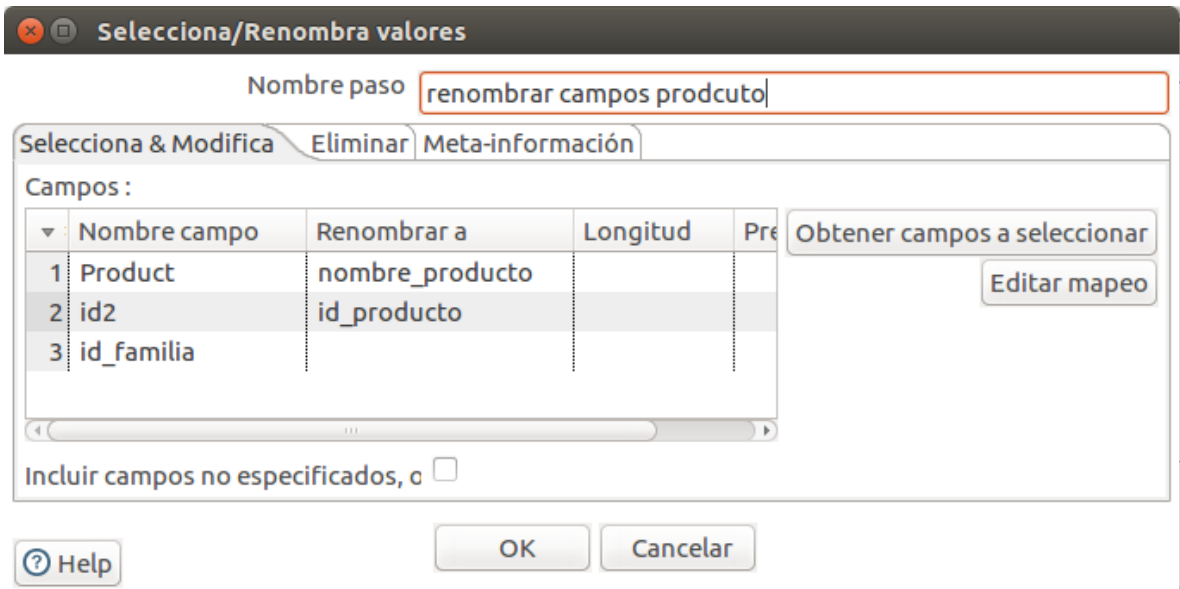 Selecciona/Renombra valores
Nombre paso renombrar campos prodcuto
Selecciona & Modifica Eliminar Meta-información
Campos :
Nombre campo Renombrar a Longitud Pre Obtener campos a seleccionar
1 Product nombre_producto Editar mapeo
2 id2 id_producto
3 id_familia
Incluir campos no especificados, o
Help OK Cancelar